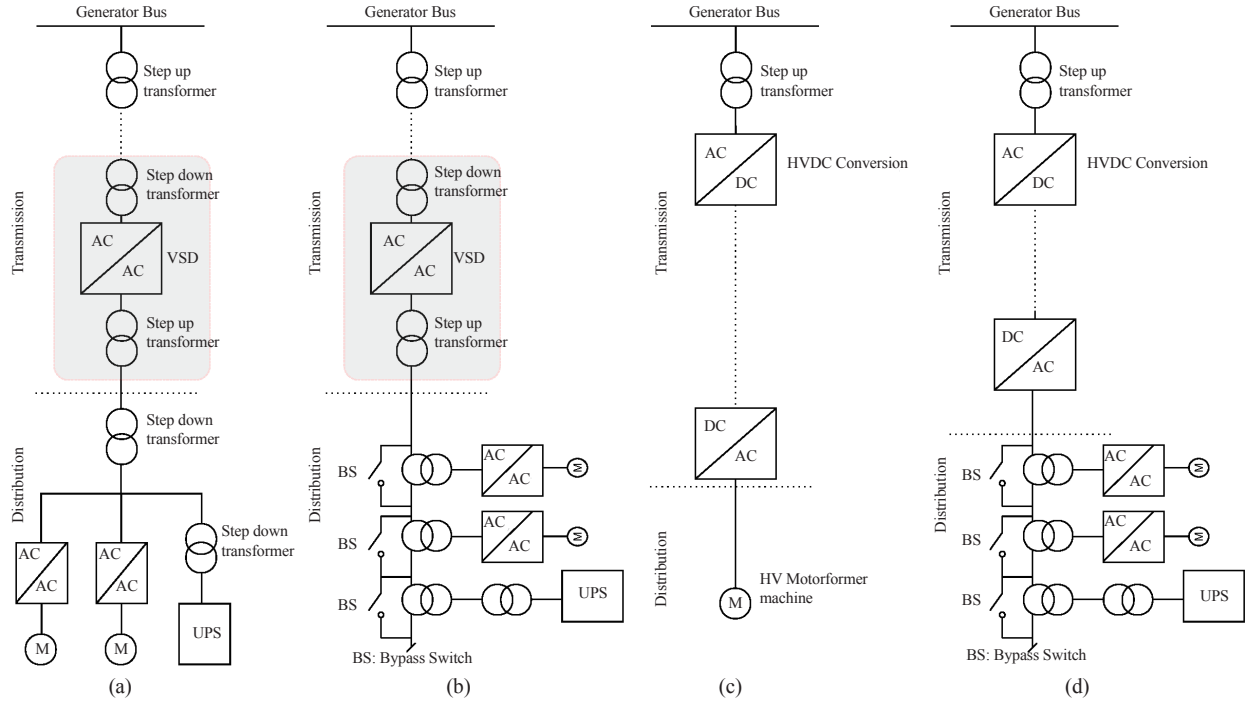 Generator Bus
Step up
transformer
Transmission
Step down
transformer
AC
AC
VSD
Step up
transformer
Distribution
Step down
transformer
AC
AC
AC
AC
Step down
transformer
M
M
UPS
(a)
Generator Bus
Step up
transformer
Transmission
Step down
transformer
AC
AC
VSD
Step up
transformer
Distribution
BS
AC
AC
M
BS
AC
AC
M
BS
UPS
BS: Bypass Switch
(b)
Generator Bus
Step up
transformer
AC
DC
HVDC Conversion
Transmission
DC
AC
Distribution
HV Motorformer
machine
M
(c)
Generator Bus
Step up
transformer
AC
DC
HVDC Conversion
Transmission
DC
AC
Distribution
BS
AC
AC
M
BS
AC
AC
M
BS
UPS
BS: Bypass Switch
(d)